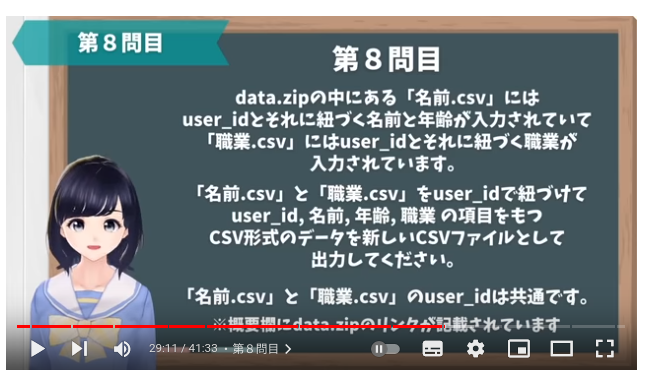 第８問目
第８問目
data.zipの中にある「名前.csv」には
user_idとそれに紐づく名前と年齢が入力されていて
「職業.csv」にはuser_idとそれに紐づく職業が
入力されています。
「名前.csv」と「職業.csv」をuser_idで紐づけて
user_id, 名前, 年齢, 職業 の項目をもつ
CSV形式のデータを新しいCSVファイルとして
出力してください。
「名前.csv」と「職業.csv」のuser_idは共通です。
※概要欄にdata.zipのリンクが記載されています
29:11 / 41:33 ・第８問目